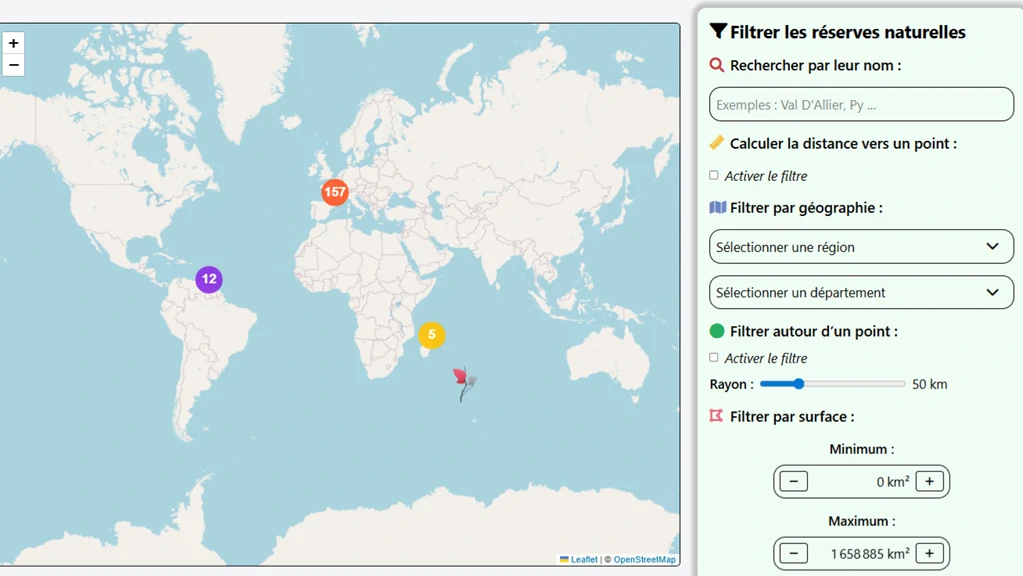 +
−
157
12
5
Leaflet | © OpenStreetMap
Filtrer les réserves naturelles
Rechercher par leur nom :
Exemples : Val D'Allier, Py ...
Calculer la distance vers un point :
Activer le filtre
Filtrer par géographie :
Sélectionner une région
Sélectionner un département
Filtrer autour d’un point :
Activer le filtre
Rayon : 50 km
Filtrer par surface :
Minimum :
− 0 km² +
Maximum :
− 1 658 885 km² +